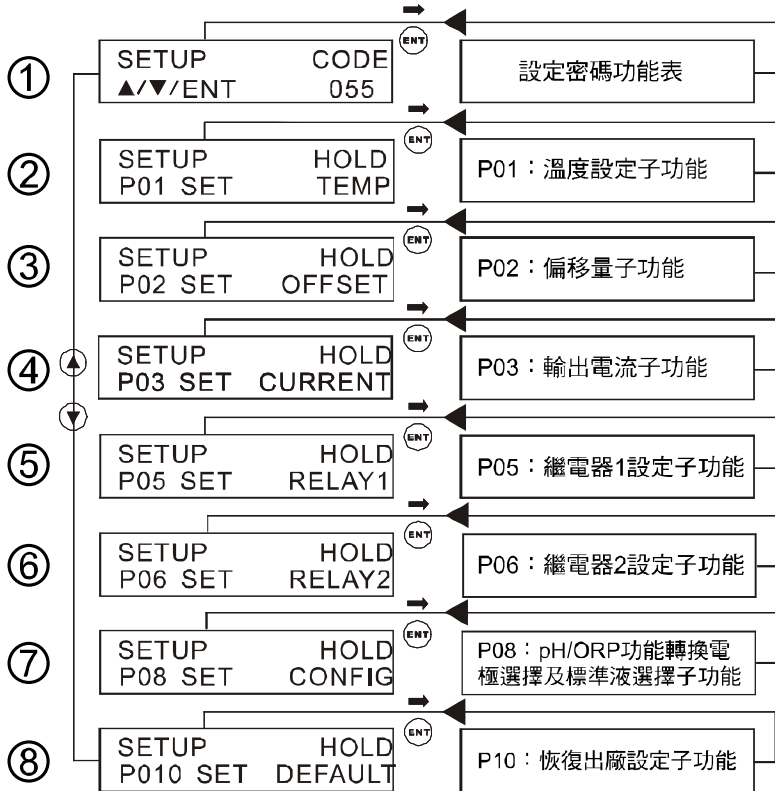 ①
SETUP CODE
▲/▼/ENT 055
ENT
設定密碼功能表
②
SETUP HOLD
P01 SET TEMP
ENT
P01：溫度設定子功能
③
SETUP HOLD
P02 SET OFFSET
ENT
P02：偏移量子功能
④
SETUP HOLD
P03 SET CURRENT
ENT
P03：輸出電流子功能
⑤
SETUP HOLD
P05 SET RELAY1
ENT
P05：繼電器1設定子功能
⑥
SETUP HOLD
P06 SET RELAY2
ENT
P06：繼電器2設定子功能
⑦
SETUP HOLD
P08 SET CONFIG
ENT
P08：pH/ORP功能轉換電
極選擇及標準液選擇子功能
⑧
SETUP HOLD
P010 SET DEFAULT
ENT
P10：恢復出廠設定子功能